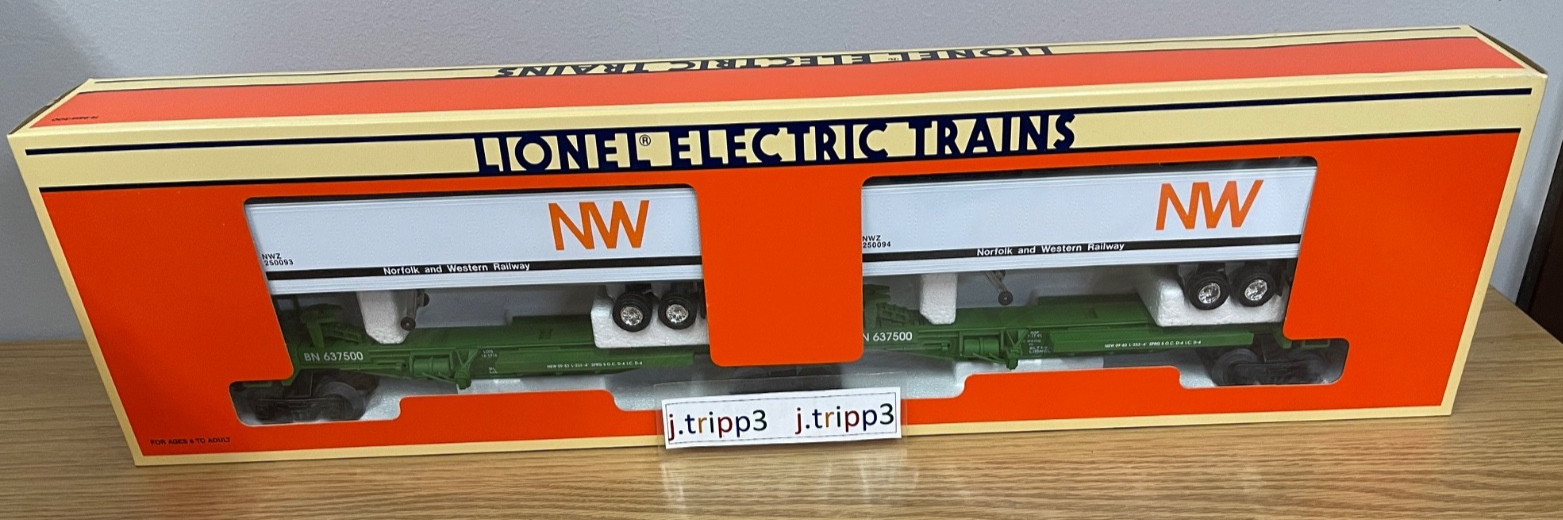 LIONEL ELECTRIC TRAINS
LIONEL® ELECTRIC TRAINS
NW
NWZ
250093
Norfolk and Western Railway
NW
NWZ
250094
Norfolk and Western Railway
BN 637500
N 637500
FOR AGES 8 TO ADULT
j.tripp3 j.tripp3